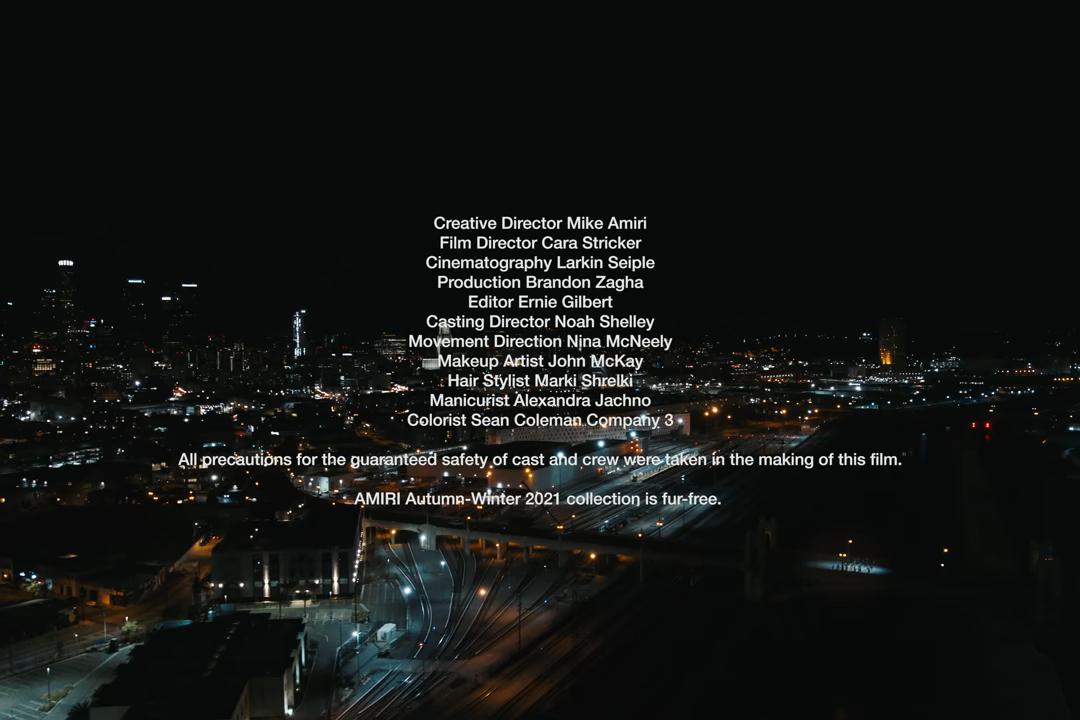 Creative Director Mike Amiri
Film Director Cara Stricker
Cinematography Larkin Seiple
Production Brandon Zagha
Editor Ernie Gilbert
Casting Director Noah Shelley
Movement Direction Nina McNeely
Makeup Artist John McKay
Hair Stylist Marki Shrelki
Manicurist Alexandra Jachno
Colorist Sean Coleman Company 3
All precautions for the guaranteed safety of cast and crew were taken in the making of this film."
AMIRI Autumn-Winter 2021 collection is fur-free.